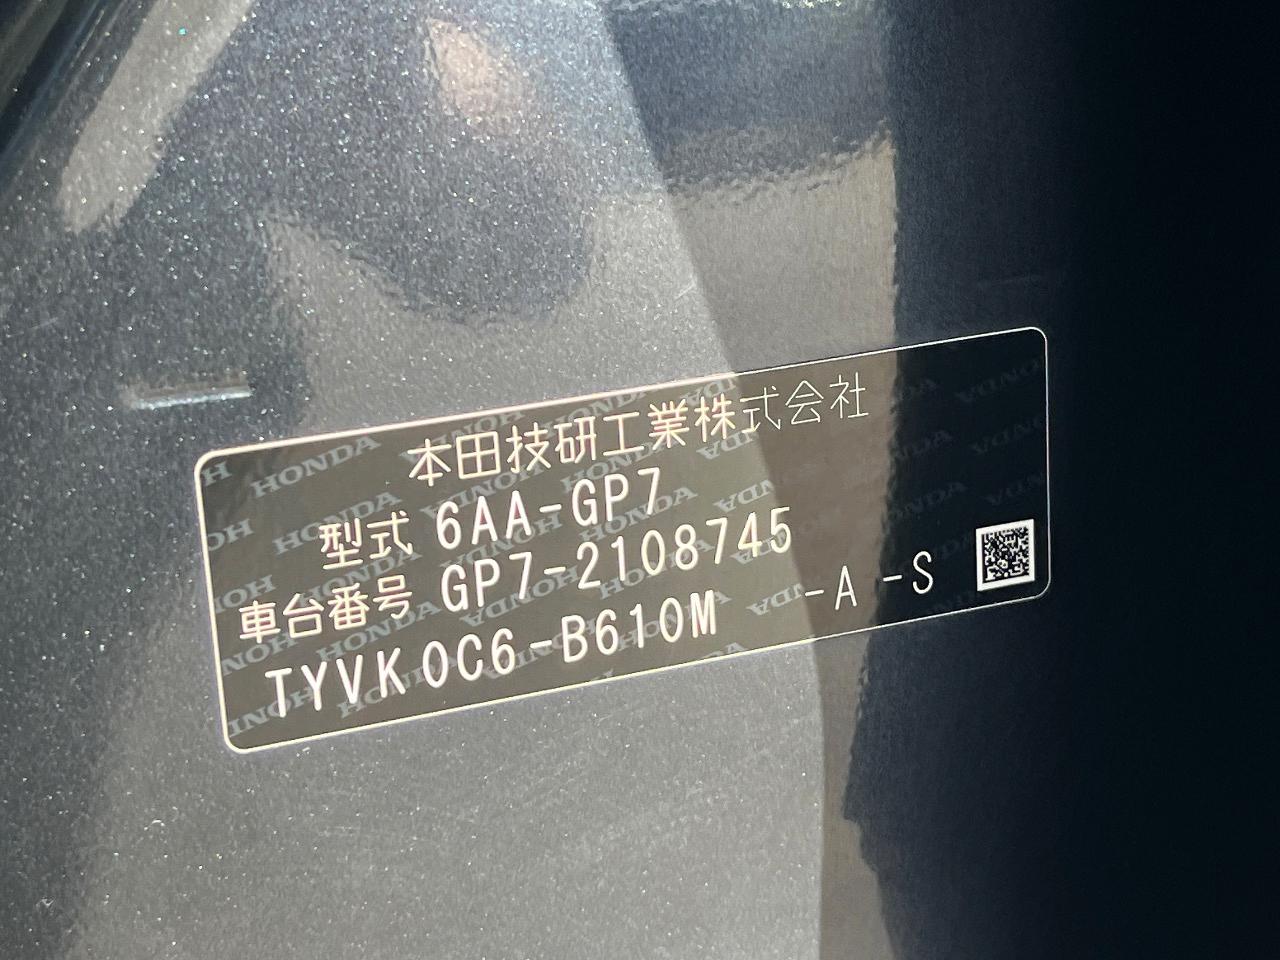 本田技研工業株式会社
型式 6AA-GP7
車台番号 GP7-2108745
TYVK0C6-B610M -A -S